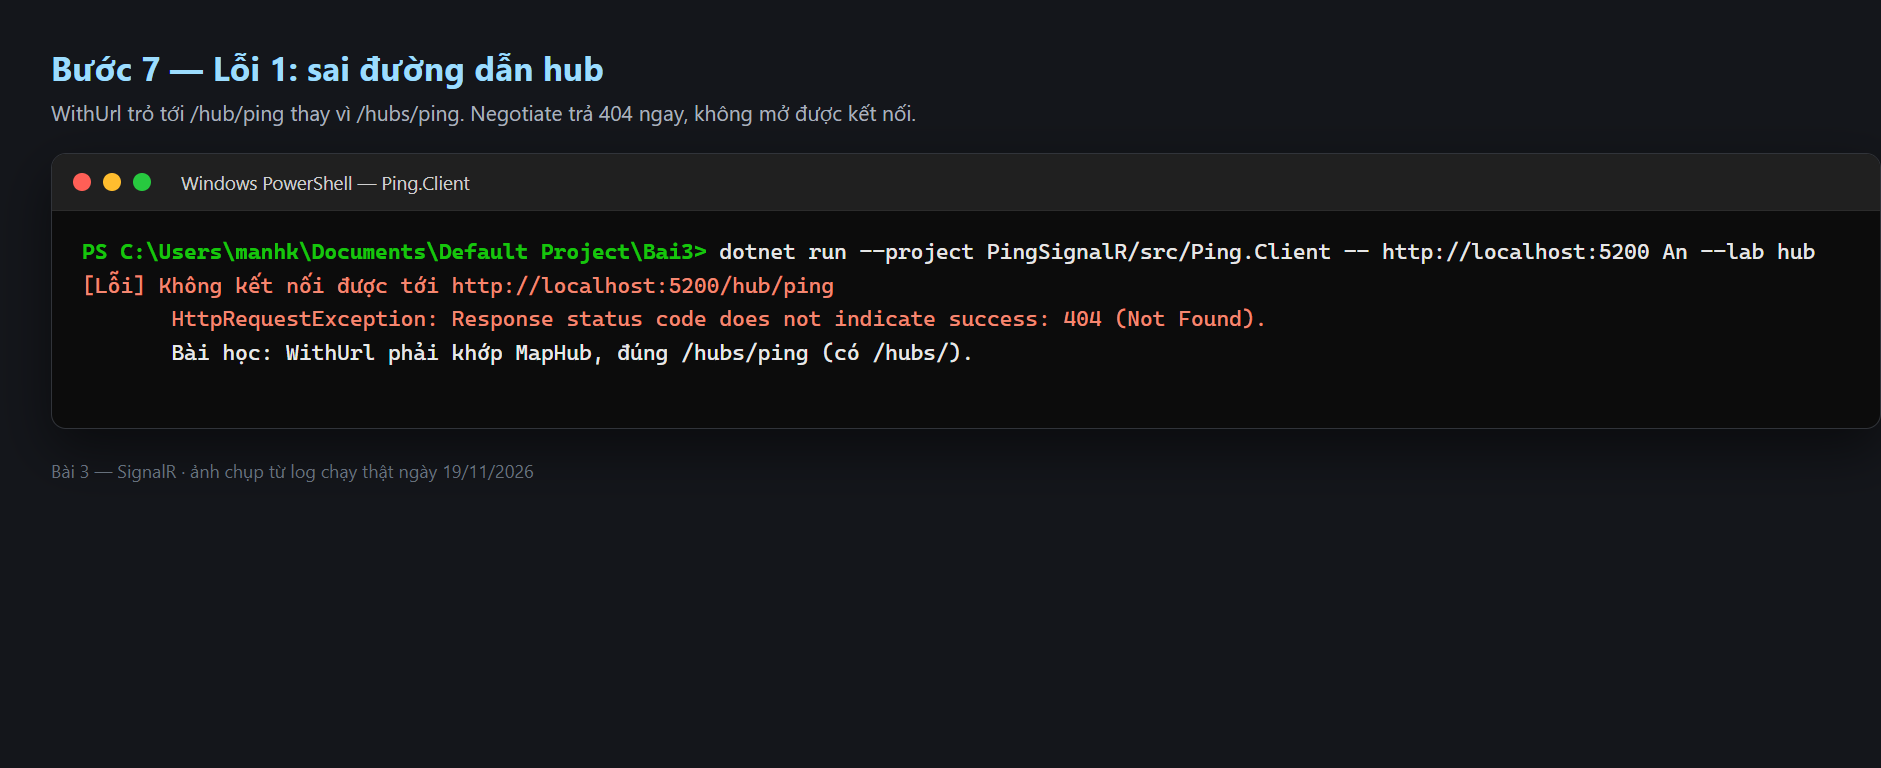 Bước 7 — Lỗi 1: sai đường dẫn hub
WithUrl trỏ tới /hub/ping thay vì /hubs/ping. Negotiate trả 404 ngay, không mở được kết nối.
Windows PowerShell — Ping.Client
PS C:\Users\manhk\Documents\Default Project\Bai3> dotnet run --project PingSignalR/src/Ping.Client -- http://localhost:5200 An --lab hub
[Lỗi] Không kết nối được tới http://localhost:5200/hub/ping
HttpRequestException: Response status code does not indicate success: 404 (Not Found).
Bài học: WithUrl phải khớp MapHub, đúng /hubs/ping (có /hubs/).
Bài 3 — SignalR · ảnh chụp từ log chạy thật ngày 19/11/2026